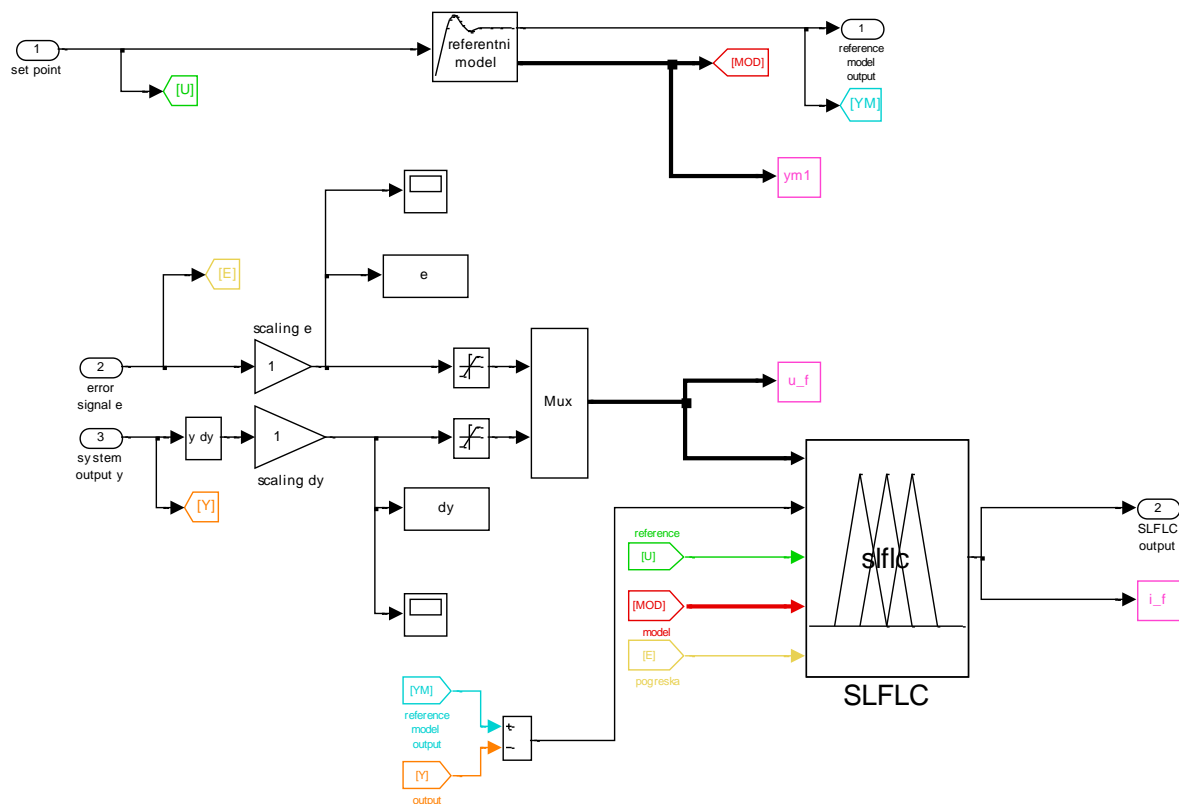 1
set point
[U]
referentni
model
[MOD]
1
reference
model
output
[YM]
ym1
[E]
e
scaling e
2
error
signal e
1
Mux
u_f
3
system
output y
y dy
1
scaling dy
[Y]
dy
reference
[U]
[MOD]
model
[E]
pogreska
slflc
SLFLC
2
SLFLC
output
i_f
[YM]
reference
model
output
+
−
[Y]
output